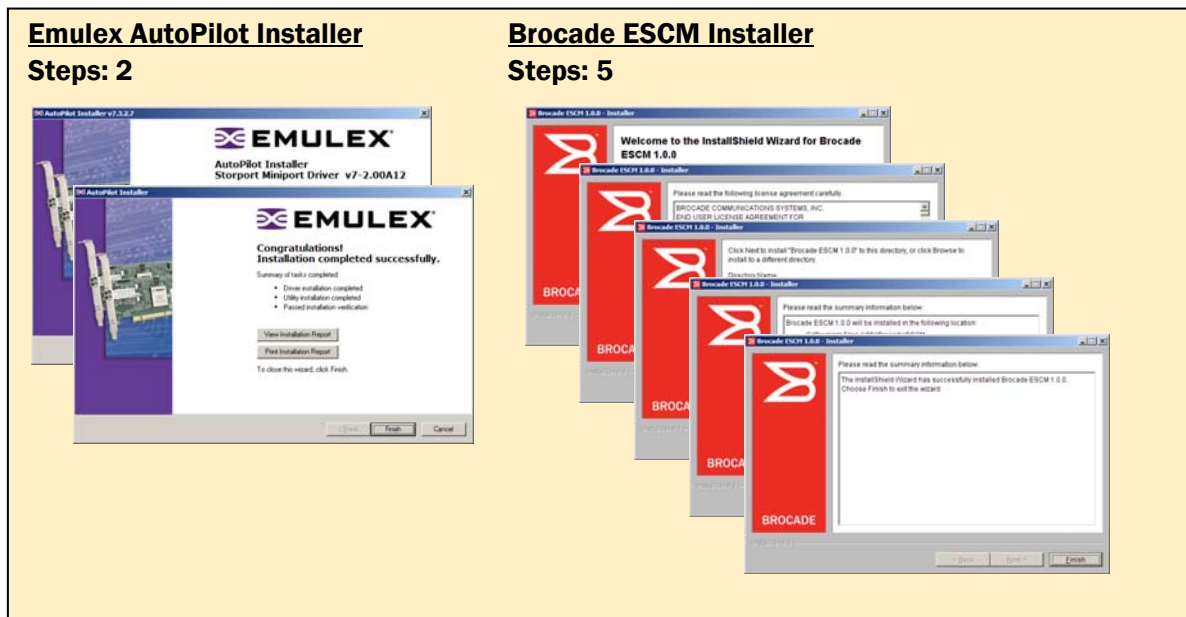 Emulex AutoPilot Installer
Steps: 2
Brocade ESCM Installer
Steps: 5
AutoPilot Installer v7.3.2.7
EMULEX
AutoPilot Installer
Storport Miniport Driver v7-2.00A12
AutoPilot Installer
EMULEX
Congratulations!
Installation completed successfully.
Summary of tasks completed
• Driver installation completed
• Utility installation completed
• Passed installation verification
View Installation Report
Print Installation Report
To close this wizard, click Finish.
< Back
Finish
Cancel
Brocade ESCM 1.0.0 - Installer
Welcome to the InstallShield Wizard for Brocade
ESCM 1.0.0
BROCA
Brocade ESCM 1.0.0 - Installer
Please read the following license agreement carefully.
BROCADE COMMUNICATIONS SYSTEMS, INC.
END USER LICENSE AGREEMENT FOR
BROCA
Brocade ESCM 1.0.0 - Installer
Click Next to install "Brocade ESCM 1.0.0" to this directory, or click Browse to
install to a different directory.
Directory Name:
BROCA
Brocade ESCM 1.0.0 - Installer
Please read the summary information below.
Brocade ESCM 1.0.0 will be installed in the following location:
BROCA
Brocade ESCM 1.0.0 - Installer
Please read the summary information below.
The InstallShield Wizard has successfully installed Brocade ESCM 1.0.0.
Choose Finish to exit the wizard.
BROCADE
InstallShield
< Back
Next >
Finish